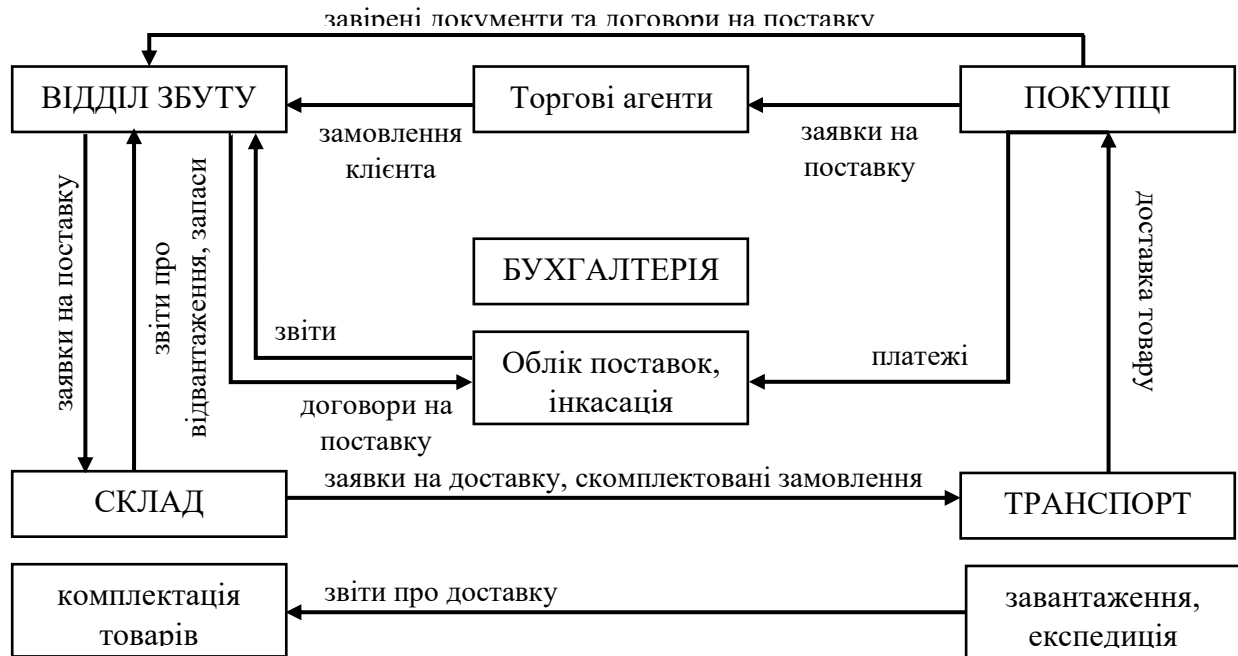 завірені документи та договори на поставку
ВІДДІЛ ЗБУТУ
Торгові агенти
ПОКУПЦІ
замовлення
клієнта
заявки на
поставку
заявки на поставку
звіти про
відвантаження, запаси
БУХГАЛТЕРІЯ
доставка товару
звіти
Облік поставок,
інкасація
платежі
договори на
поставку
СКЛАД
заявки на доставку, скомплектовані замовлення
ТРАНСПОРТ
комплектація
товарів
звіти про доставку
завантаження,
експедиція